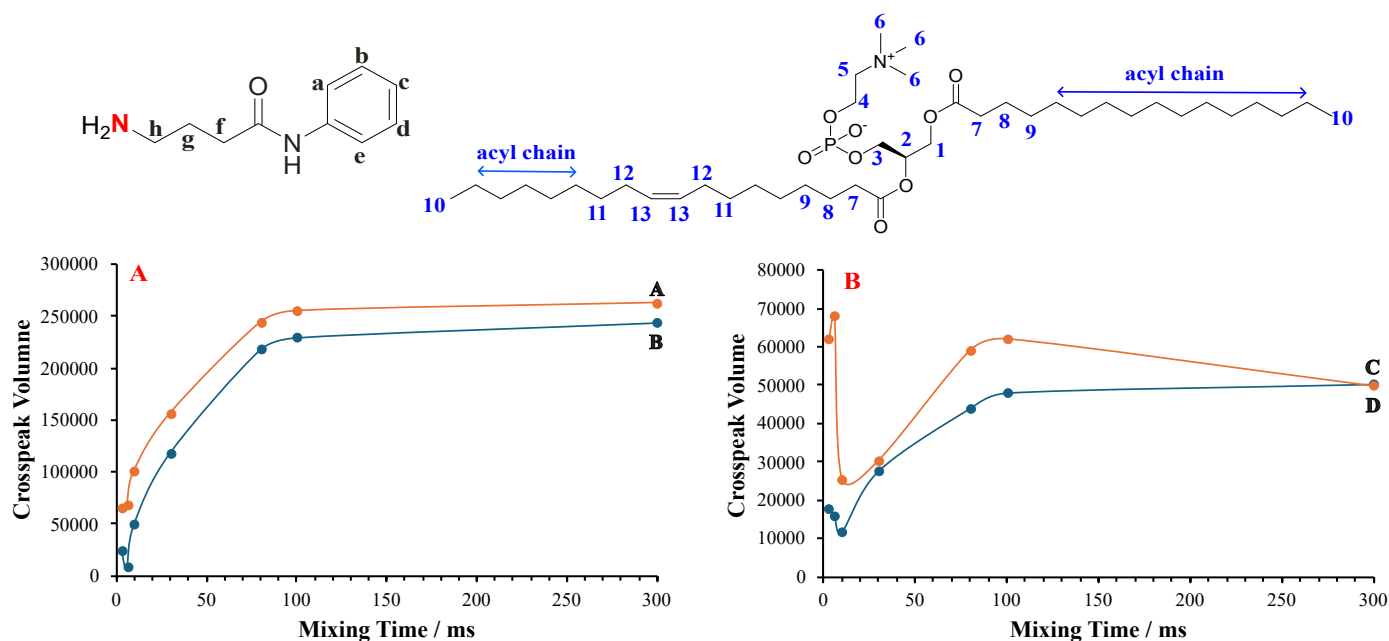 b
a
c
O
H₂N
h
g
f
N
H
e
d
6
6
N⁺
5
6
4
O
O⁻
P
O
O
3
2
1
O
O
7
8
9
acyl chain
10
O
O
acyl chain
10
11
12
13
13
12
11
9
8
7
A
300000
250000
200000
150000
100000
50000
0
0
50
100
150
200
250
300
Crosspeak Volumne
Mixing Time / ms
A
B
B
80000
70000
60000
50000
40000
30000
20000
10000
0
0
50
100
150
200
250
300
Crosspeak Volume
Mixing Time / ms
C
D